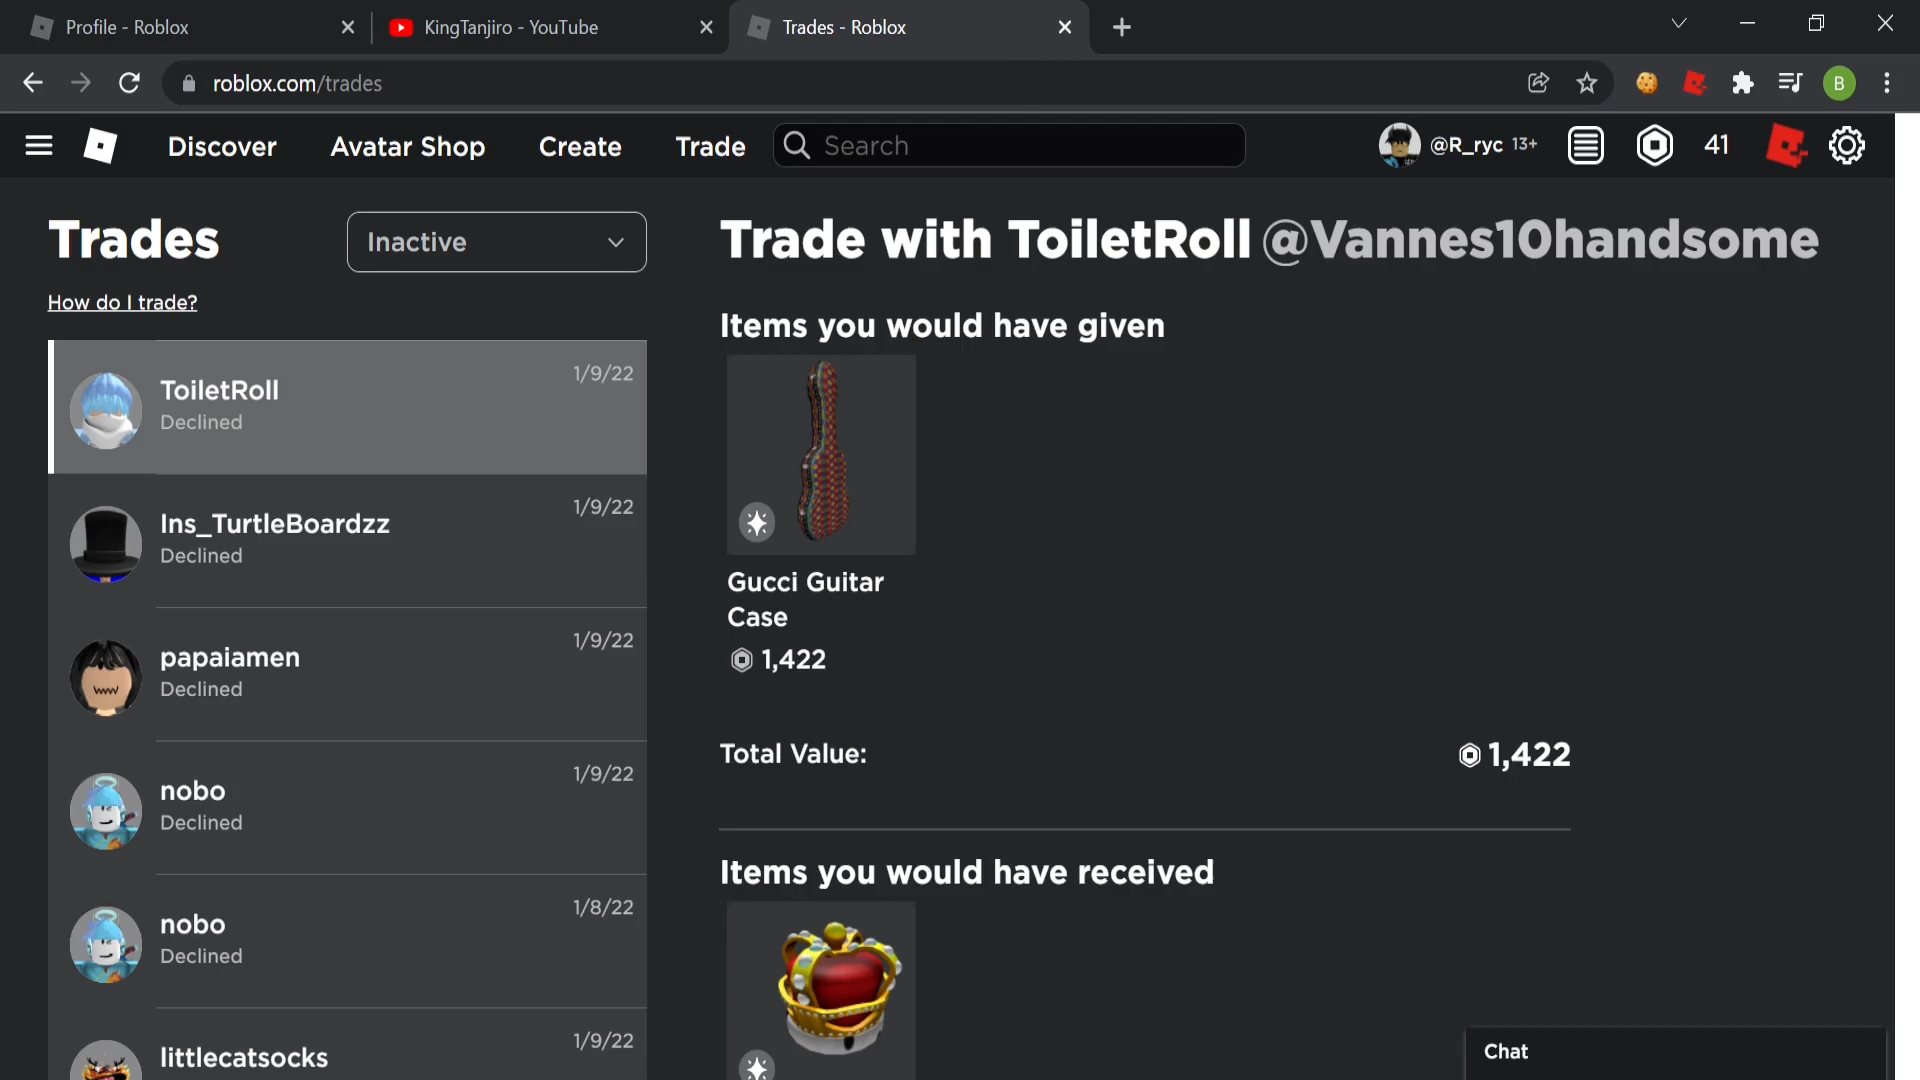 Profile - Roblox
KingTanjiro - YouTube
Trades - Roblox
roblox.com/trades
B
Discover
Avatar Shop
Create
Trade
Search
@R_ryc 13+
41
Trades
Inactive
How do I trade?
ToiletRoll
1/9/22
Declined
Ins_TurtleBoardzz
1/9/22
Declined
papaiamen
1/9/22
Declined
nobo
1/9/22
Declined
nobo
1/8/22
Declined
littlecatsocks
1/9/22
Trade with ToiletRoll @Vannes10handsome
Items you would have given
Gucci Guitar
Case
1,422
Total Value:
1,422
Items you would have received
Chat